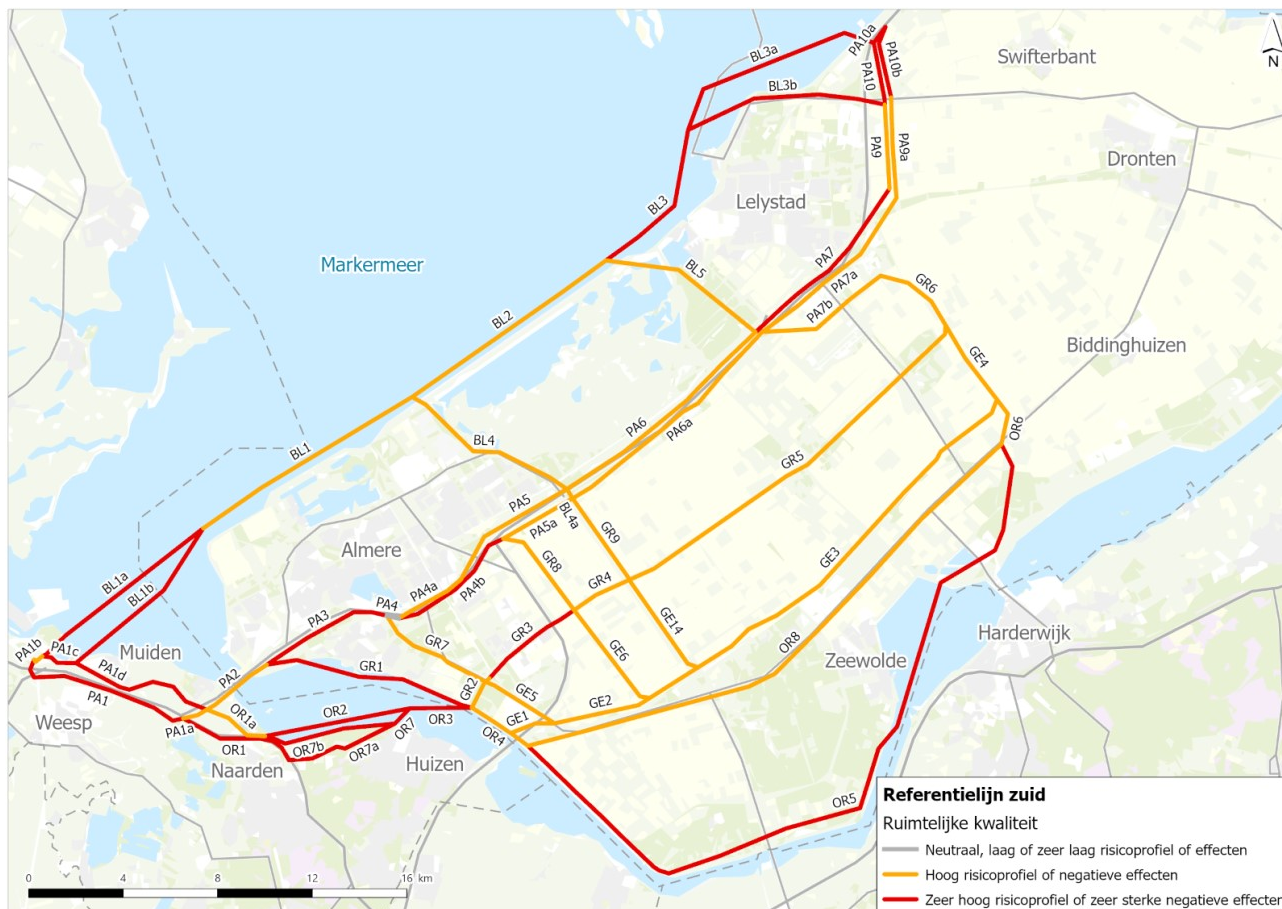 PA10a
BL3a
PA10b
Swifterbant
N
PA10
BL3b
Dronten
PA9
PA9a
Lelystad
BL3
Markermeer
PA7
BL5
PA7a
GR6
BL2
PA7b
Biddinghuizen
GE4
BL1
BL4
PA6
PA6a
OR6
GR5
PA5
BL4a
PA5a
GR9
Almere
GR8
BL1a
BL1b
PA4a
PA4b
GR4
GE3
PA4
PA3
GR3
GE14
Harderwijk
PA1b
PA1c
Muiden
GR7
GE6
OR8
Zeewolde
PA1d
PA2
GR1
GR2
GE5
PA1
GE2
Weesp
OR1a
OR2
OR3
GE1
PA1a
OR4
OR1
OR7b
OR7
OR7a
Naarden
Huizen
OR5
Referentielijn zuid
Ruimtelijke kwaliteit
Neutraal, laag of zeer laag risicoprofiel of effecten
Hoog risicoprofiel of negatieve effecten
Zeer hoog risicoprofiel of zeer sterke negatieve effecten
0 4 8 12 16 km